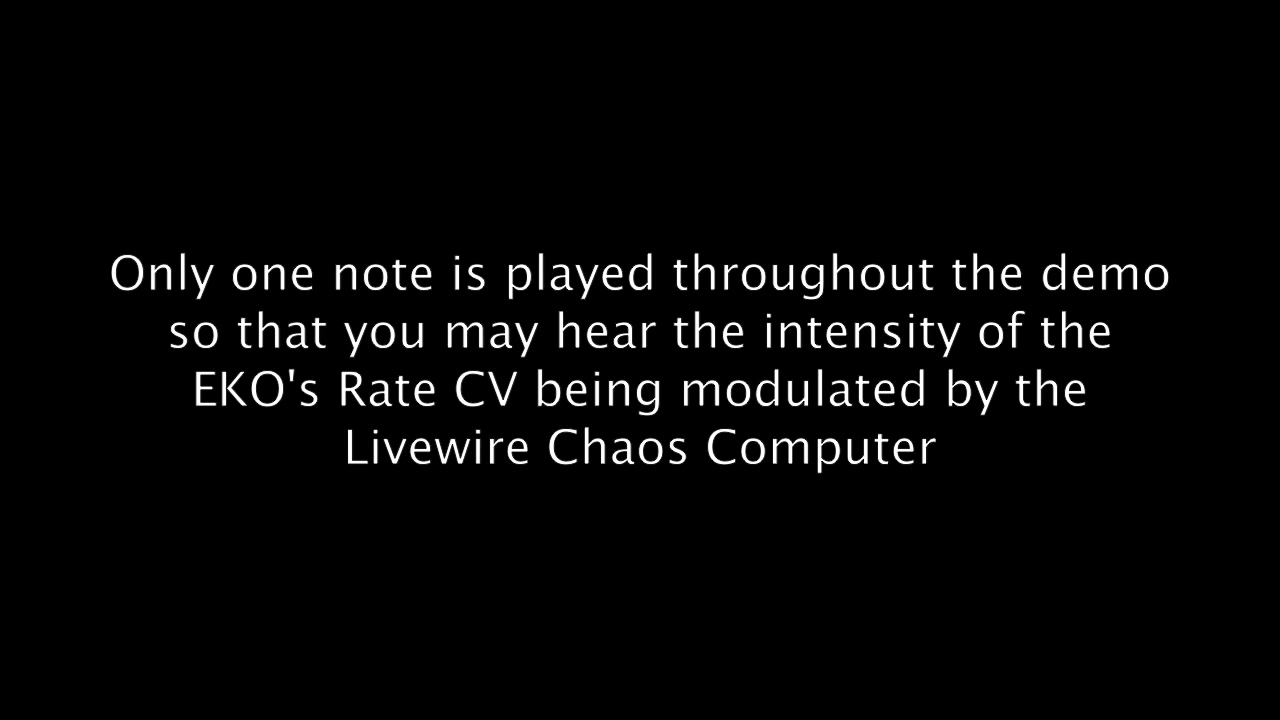 Only one note is played throughout the demo
so that you may hear the intensity of the
EKO's Rate CV being modulated by the
Livewire Chaos Computer